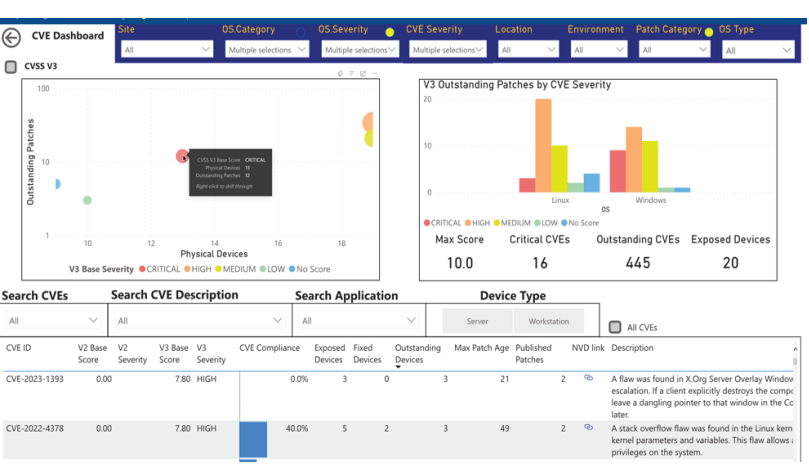 CVE Dashboard
Site
OS.Category
OS.Severity
CVE Severity
Location
Environment
Patch Category
OS Type
All
Multiple selections
Multiple selections
Multiple selections
All
All
All
All
CVSS V3
100
10
1
Outstanding Patches
10 12 14 16 18
Physical Devices
CVSS V3 Base Score CRITICAL
Physical Devices 13
Outstanding Patches 12
Right-click to drill through
V3 Base Severity CRITICAL HIGH MEDIUM LOW No Score
V3 Outstanding Patches by CVE Severity
20
10
0
Linux Windows
OS
CRITICAL HIGH MEDIUM LOW No Score
Max Score Critical CVEs Outstanding CVEs Exposed Devices
10.0 16 445 20
Search CVEs Search CVE Description Search Application Device Type
All All All Server Workstation All CVEs
CVE ID V2 Base Score V2 Severity V3 Base Score V3 Severity CVE Compliance Exposed Devices Fixed Devices Outstanding Devices Max Patch Age Published Patches NVD link Description
CVE-2023-1393 0.00 7.80 HIGH 0.0% 3 0 3 21 2 A flaw was found in X.Org Server Overlay Window
escalation. If a client explicitly destroys the compo
leave a dangling pointer to that window in the Co
later.
CVE-2022-4378 0.00 7.80 HIGH 40.0% 5 2 3 49 2 A stack overflow flaw was found in the Linux kern
kernel parameters and variables. This flaw allows a
privileges on the system.